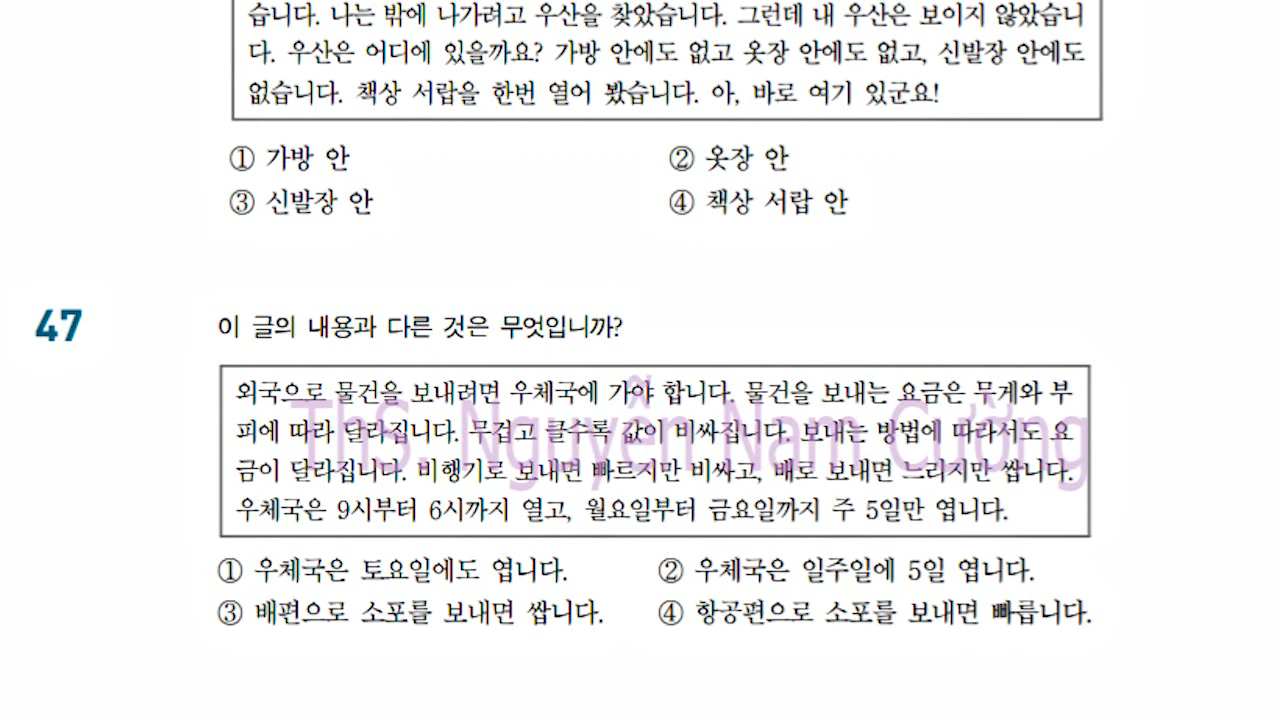 습니다. 나는 밖에 나가려고 우산을 찾았습니다. 그런데 내 우산은 보이지 않았습니
다. 우산은 어디에 있을까요? 가방 안에도 없고 옷장 안에도 없고, 신발장 안에도
없습니다. 책상 서랍을 한번 열어 봤습니다. 아, 바로 여기 있군요!
① 가방 안 ② 옷장 안
③ 신발장 안 ④ 책상 서랍 안
47 이 글의 내용과 다른 것은 무엇입니까?
외국으로 물건을 보내려면 우체국에 가야 합니다. 물건을 보내는 요금은 무게와 부
피에 따라 달라집니다. 무겁고 클수록 값이 비싸집니다. 보내는 방법에 따라서도 요
금이 달라집니다. 비행기로 보내면 빠르지만 비싸고, 배로 보내면 느리지만 쌉니다.
우체국은 9시부터 6시까지 열고, 월요일부터 금요일까지 주 5일만 엽니다.
ThS. Nguyễn Nam Cường
① 우체국은 토요일에도 엽니다. ② 우체국은 일주일에 5일 엽니다.
③ 배편으로 소포를 보내면 쌉니다. ④ 항공편으로 소포를 보내면 빠릅니다.